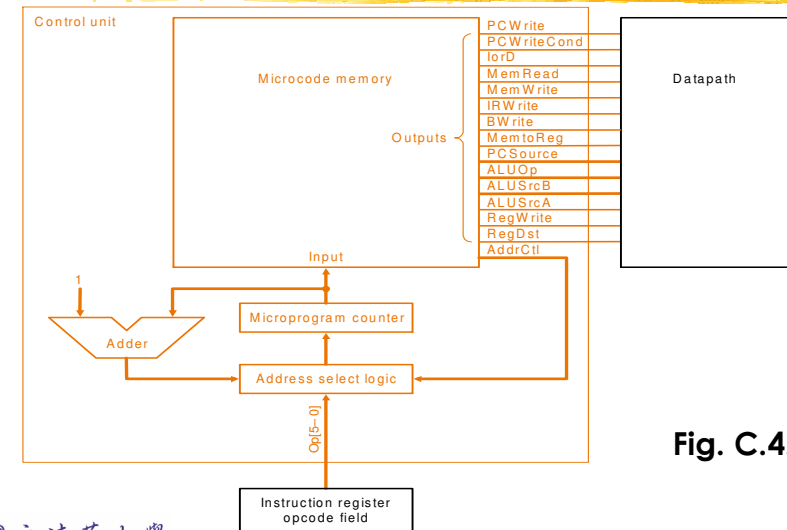 Control unit
Microcode memory
Outputs
PCWrite
PCWriteCond
IorD
MemRead
MemWrite
IRWrite
BWrite
MemtoReg
PCSource
ALUOp
ALUSrcB
ALUSrcA
RegWrite
RegDst
AddrCtl
Datapath
Input
1
Microprogram counter
Adder
Address select logic
Op[5–0]
Fig. C.4
Instruction register
opcode field